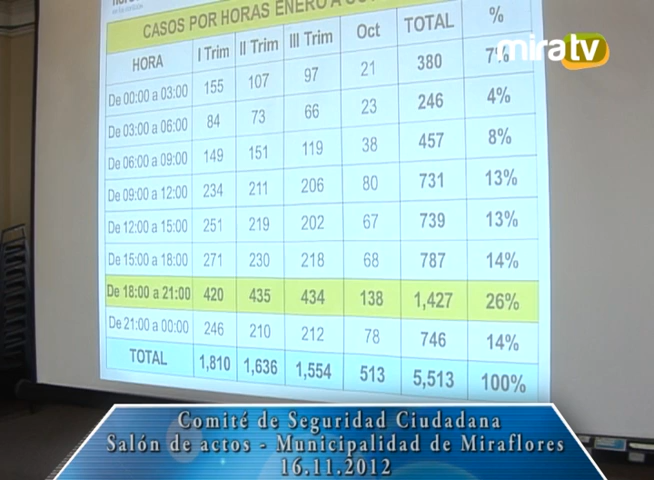 CASOS POR HORAS ENERO A
miratv
HORA I Trim II Trim III Trim Oct TOTAL %
De 00:00 a 03:00 155 107 97 21 380 7%
De 03:00 a 06:00 84 73 66 23 246 4%
De 06:00 a 09:00 149 151 119 38 457 8%
De 09:00 a 12:00 234 211 206 80 731 13%
De 12:00 a 15:00 251 219 202 67 739 13%
De 15:00 a 18:00 271 230 218 68 787 14%
De 18:00 a 21:00 420 435 434 138 1,427 26%
De 21:00 a 00:00 246 210 212 78 746 14%
TOTAL 1,810 1,636 1,554 513 5,513 100%
Comité de Seguridad Ciudadana
Salón de actos - Municipalidad de Miraflores
16.11.2012